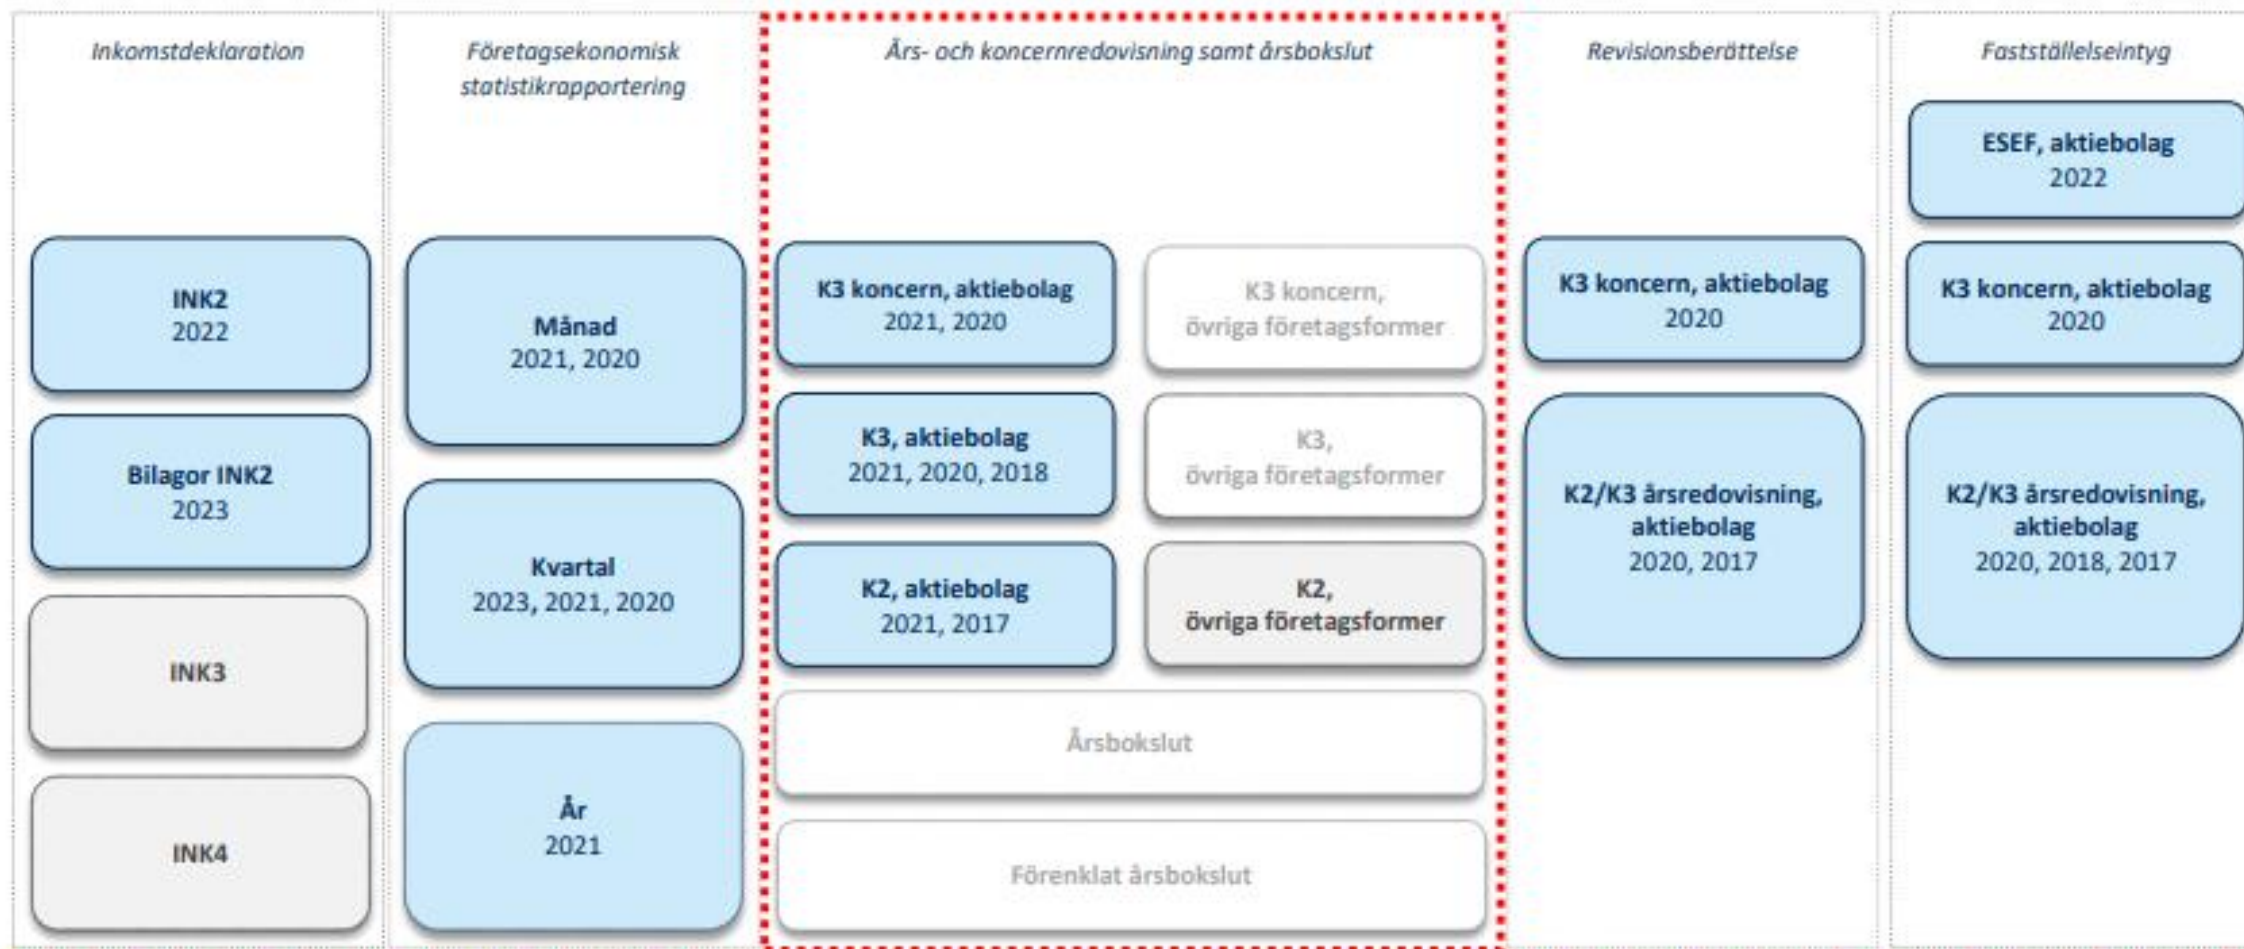 Inkomstdeklaration
INK2
2022
Bilagor INK2
2023
INK3
INK4
Företagsekonomisk
statistikrapportering
Månad
2021, 2020
Kvartal
2023, 2021, 2020
År
2021
Års- och koncernredovisning samt årsbokslut
K3 koncern, aktiebolag
2021, 2020
K3 koncern,
övriga företagsformer
K3, aktiebolag
2021, 2020, 2018
K3,
övriga företagsformer
K2, aktiebolag
2021, 2017
K2,
övriga företagsformer
Årsbokslut
Förenklat årsbokslut
Revisionsberättelse
K3 koncern, aktiebolag
2020
K2/K3 årsredovisning,
aktiebolag
2020, 2017
Fastställelseintyg
ESEF, aktiebolag
2022
K3 koncern, aktiebolag
2020
K2/K3 årsredovisning,
aktiebolag
2020, 2018, 2017